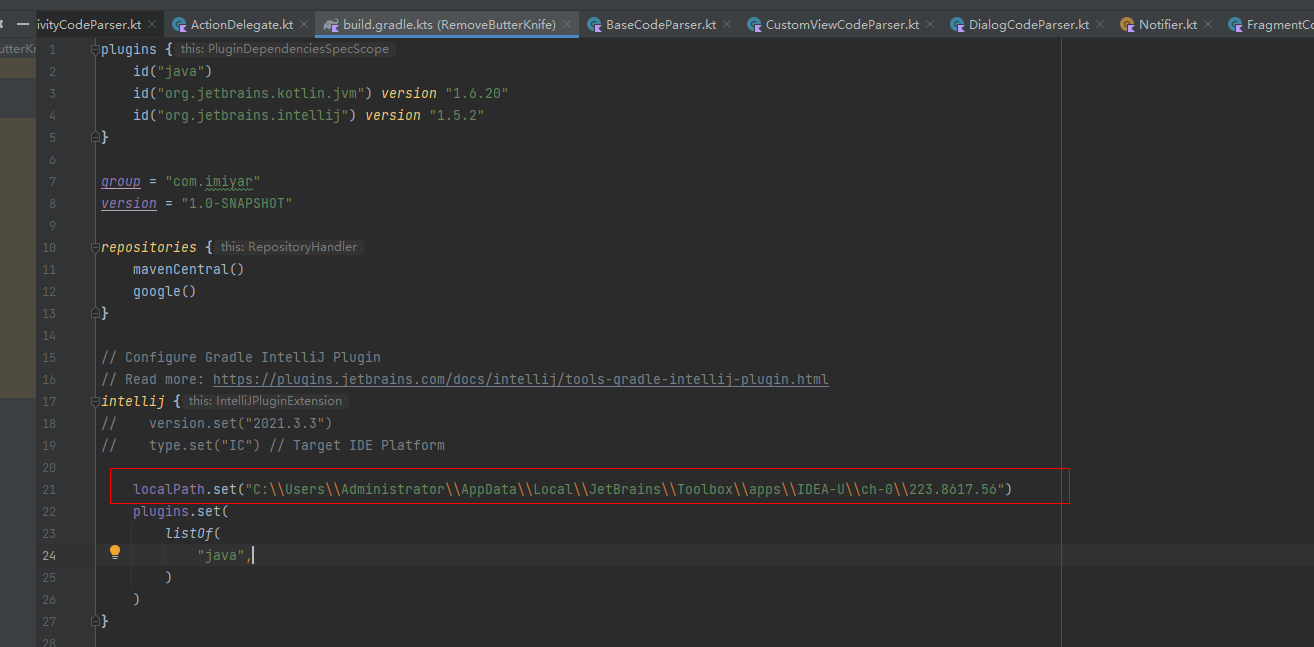 ivityCodeParser.kt ActionDelegate.kt build.gradle.kts (RemoveButterKnife) BaseCodeParser.kt CustomViewCodeParser.kt DialogCodeParser.kt Notifier.kt FragmentCo
utterKr
1 plugins { this: PluginDependenciesSpecScope
2 id("java")
3 id("org.jetbrains.kotlin.jvm") version "1.6.20"
4 id("org.jetbrains.intellij") version "1.5.2"
5 }
6
7 group = "com.imiyar"
8 version = "1.0-SNAPSHOT"
9
10 repositories { this: RepositoryHandler
11 mavenCentral()
12 google()
13 }
14
15 // Configure Gradle IntelliJ Plugin
16 // Read more: https://plugins.jetbrains.com/docs/intellij/tools-gradle-intellij-plugin.html
17 intellij { this: IntelliJPluginExtension
18 // version.set("2021.3.3")
19 // type.set("IC") // Target IDE Platform
20
21 localPath.set("C:\\Users\\Administrator\\AppData\\Local\\JetBrains\\Toolbox\\apps\\IDEA-U\\ch-0\\223.8617.56")
22 plugins.set(
23 listOf(
24 "java",
25 )
26 )
27 }
28